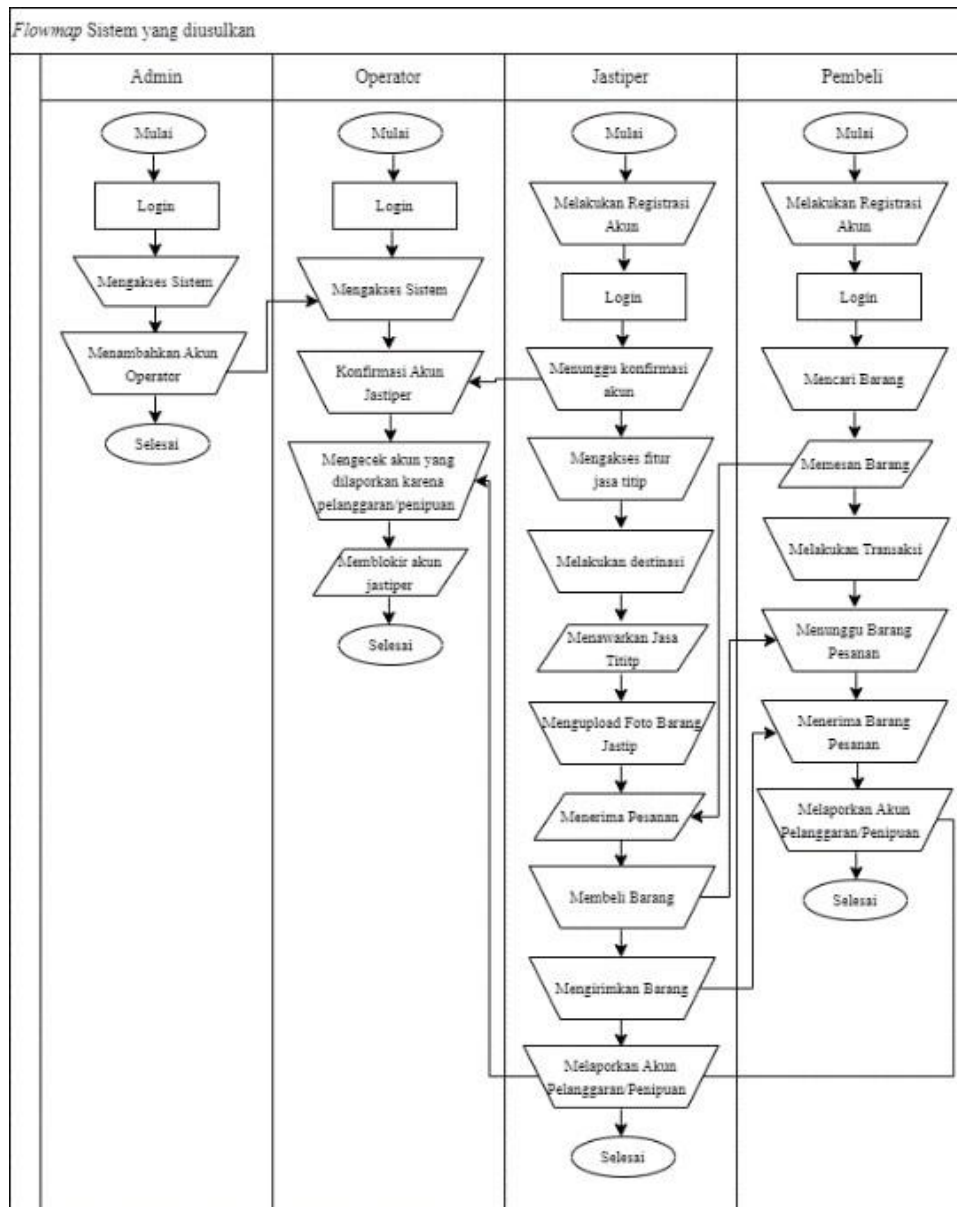 Flowmap Sistem yang diusulkan
Admin
Operator
Jastiper
Pembeli
Mulai
Login
Mengakses Sistem
Menambahkan Akun
Operator
Selesai
Mulai
Login
Mengakses Sistem
Konfirmasi Akun
Jastiper
Mengecek akun yang
dilaporkan karena
pelanggaran/penipuan
Memblokir akun
jastiper
Selesai
Mulai
Melakukan Registrasi
Akun
Login
Menunggu konfirmasi
akun
Mengakses fitur
jasa titip
Melakukan destinasi
Menawarkan Jasa
Tititp
Mengupload Foto Barang
Jastip
Menerima Pesanan
Membeli Barang
Mengirimkan Barang
Melaporkan Akun
Pelanggaran/Penipuan
Selesai
Mulai
Melakukan Registrasi
Akun
Login
Mencari Barang
Memesan Barang
Melakukan Transaksi
Menunggu Barang
Pesanan
Menerima Barang
Pesanan
Melaporkan Akun
Pelanggaran/Penipuan
Selesai